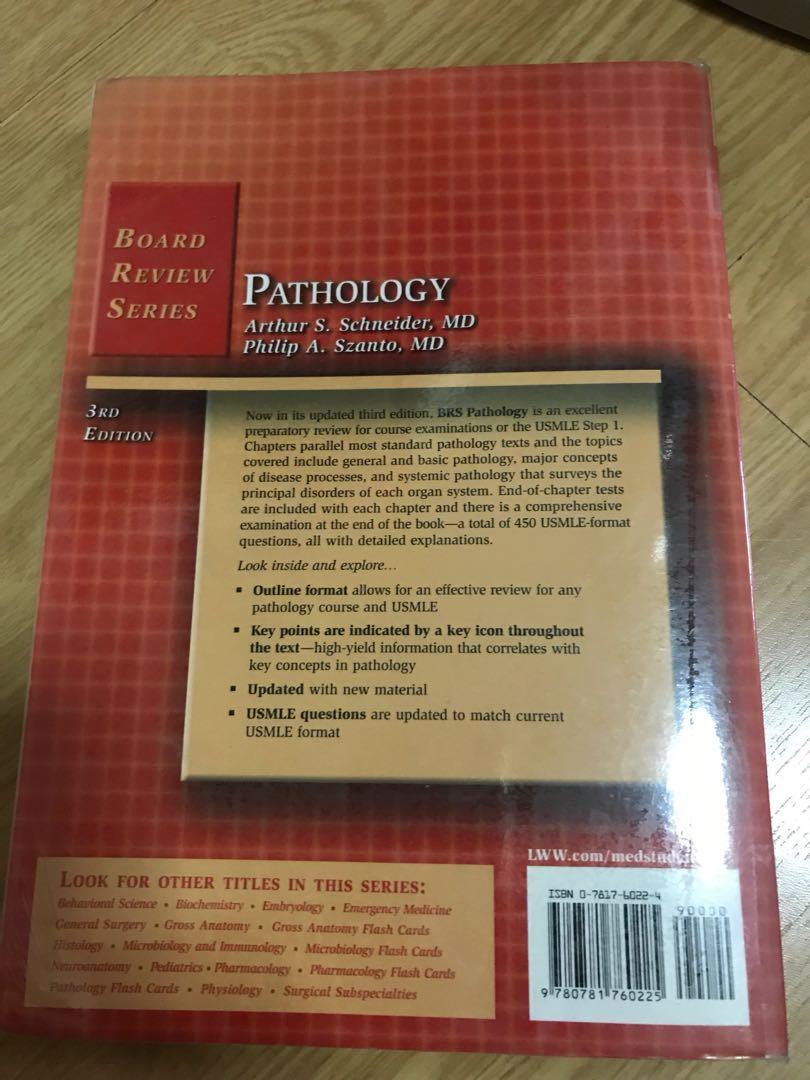 BOARD
REVIEW
SERIES
PATHOLOGY
Arthur S. Schneider, MD
Philip A. Szanto, MD
3RD
EDITION
Now in its updated third edition, BRS Pathology is an excellent
preparatory review for course examinations or the USMLE Step 1.
Chapters parallel most standard pathology texts and the topics
covered include general and basic pathology, major concepts
of disease processes, and systemic pathology that surveys the
principal disorders of each organ system. End-of-chapter tests
are included with each chapter and there is a comprehensive
examination at the end of the book—a total of 450 USMLE-format
questions, all with detailed explanations.
Look inside and explore...
▪ Outline format allows for an effective review for any
pathology course and USMLE
▪ Key points are indicated by a key icon throughout
the text—high-yield information that correlates with
key concepts in pathology
▪ Updated with new material
▪ USMLE questions are updated to match current
USMLE format
LOOK FOR OTHER TITLES IN THIS SERIES:
Behavioral Science • Biochemistry • Embryology • Emergency Medicine
General Surgery • Gross Anatomy • Gross Anatomy Flash Cards
Histology • Microbiology and Immunology • Microbiology Flash Cards
Neuroanatomy • Pediatrics • Pharmacology • Pharmacology Flash Cards
Pathology Flash Cards • Physiology • Surgical Subspecialties
ISBN 0-7817-6022-4
90000
9 780781 760225